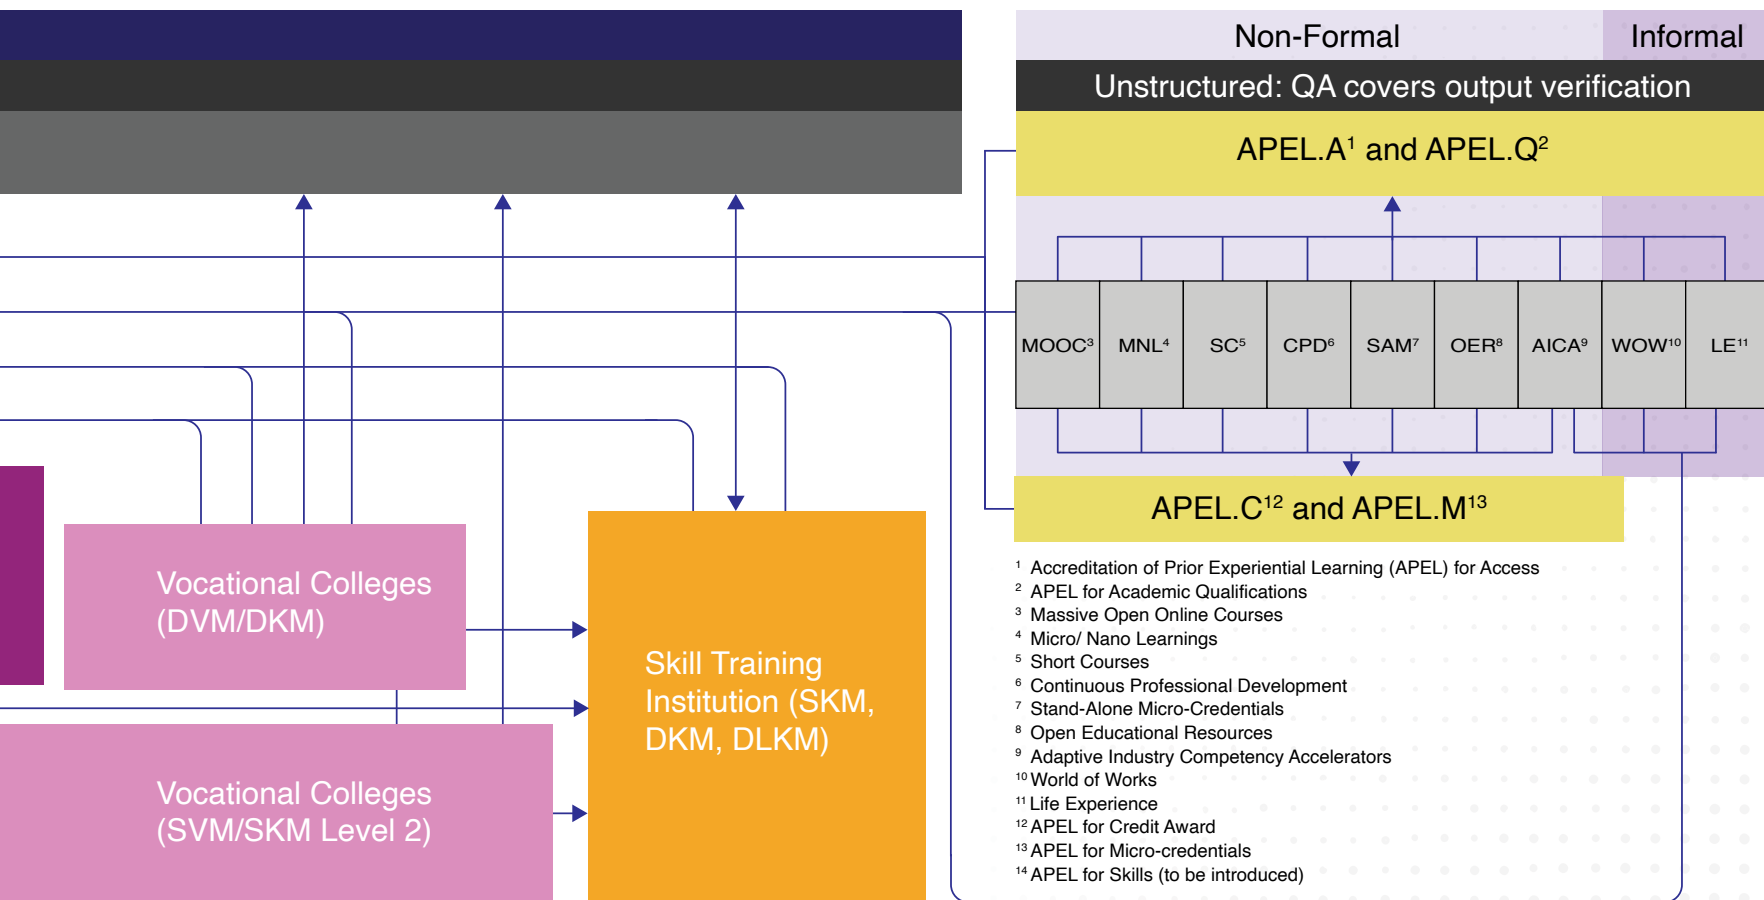 Non-Formal
Informal
Unstructured: QA covers output verification
APEL.A¹ and APEL.Q²
MOOC³
MNL⁴
SC⁵
CPD⁶
SAM⁷
OER⁸
AICA⁹
WOW¹⁰
LE¹¹
APEL.C¹² and APEL.M¹³
Vocational Colleges
(DVM/DKM)
Skill Training
Institution (SKM,
DKM, DLKM)
Vocational Colleges
(SVM/SKM Level 2)
¹ Accreditation of Prior Experiential Learning (APEL) for Access
² APEL for Academic Qualifications
³ Massive Open Online Courses
⁴ Micro/ Nano Learnings
⁵ Short Courses
⁶ Continuous Professional Development
⁷ Stand-Alone Micro-Credentials
⁸ Open Educational Resources
⁹ Adaptive Industry Competency Accelerators
¹⁰ World of Works
¹¹ Life Experience
¹² APEL for Credit Award
¹³ APEL for Micro-credentials
¹⁴ APEL for Skills (to be introduced)